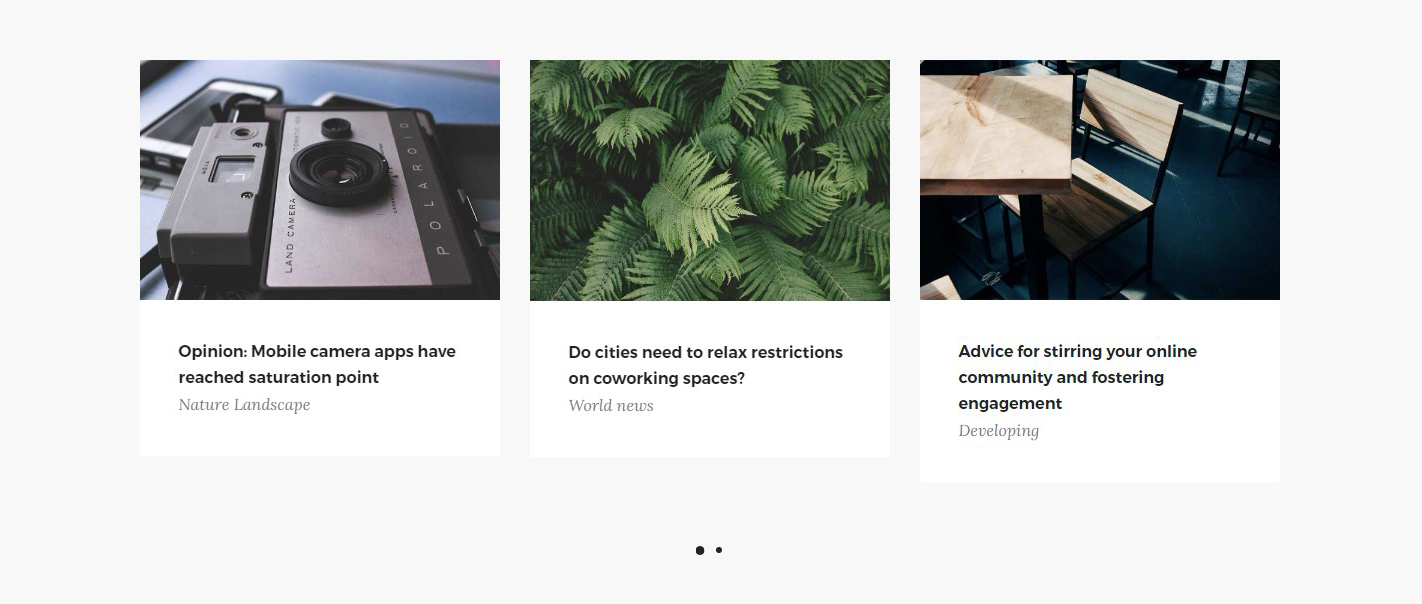 LAND CAMERA
POLAROID
Opinion: Mobile camera apps have
reached saturation point
Nature Landscape
Do cities need to relax restrictions
on coworking spaces?
World news
Advice for stirring your online
community and fostering
engagement
Developing